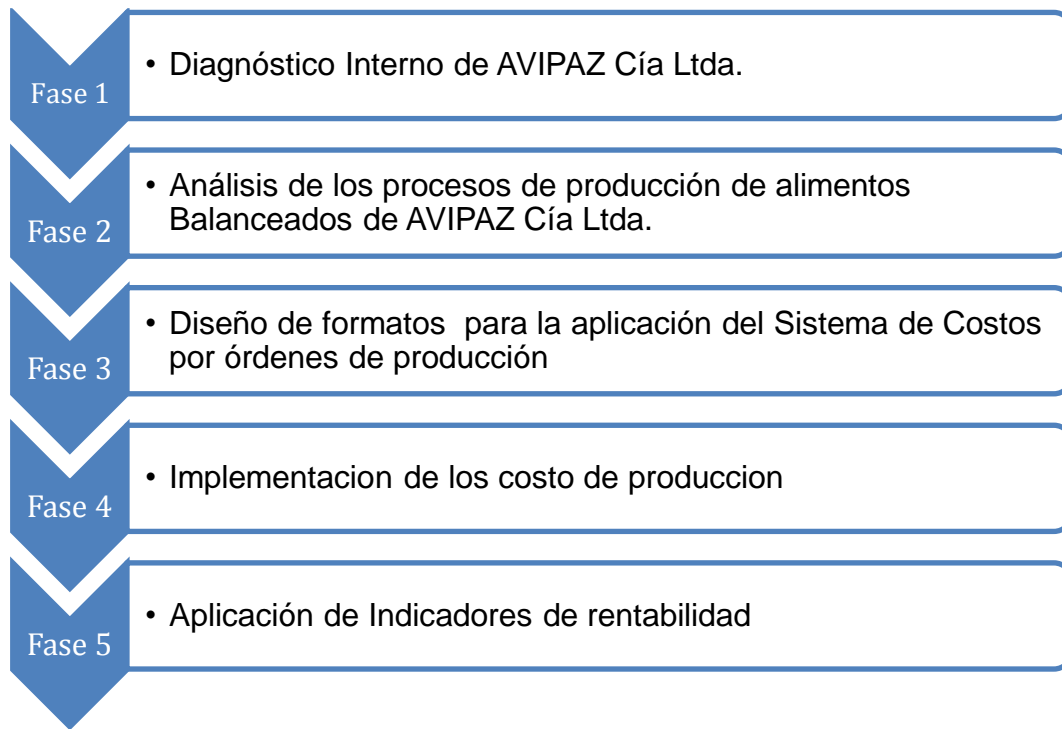 Fase 1
• Diagnóstico Interno de AVIPAZ Cía Ltda.
Fase 2
• Análisis de los procesos de producción de alimentos
Balanceados de AVIPAZ Cía Ltda.
Fase 3
• Diseño de formatos  para la aplicación del Sistema de Costos
por órdenes de producción
Fase 4
• Implementacion de los costo de produccion
Fase 5
• Aplicación de Indicadores de rentabilidad